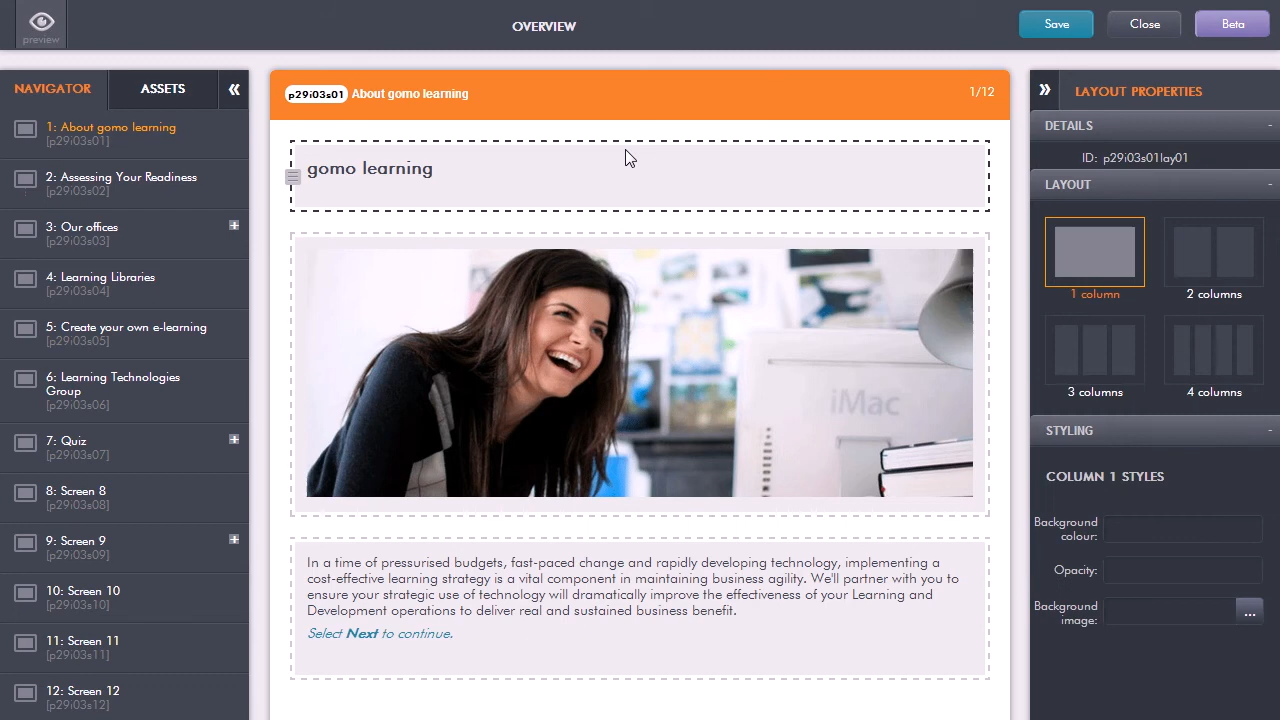 preview
OVERVIEW
Save
Close
Beta
NAVIGATOR
ASSETS
«
1: About gomo learning
[p29i03s01]
2: Assessing Your Readiness
[p29i03s02]
3: Our offices
[p29i03s03]
4: Learning Libraries
[p29i03s04]
5: Create your own e-learning
[p29i03s05]
6: Learning Technologies
Group
[p29i03s06]
7: Quiz
[p29i03s07]
8: Screen 8
[p29i03s08]
9: Screen 9
[p29i03s09]
10: Screen 10
[p29i03s10]
11: Screen 11
[p29i03s11]
12: Screen 12
[p29i03s12]
p29i03s01 About gomo learning
1/12
gomo learning
iMac
In a time of pressurised budgets, fast-paired change and rapidly developing technology, implementing a
cost-effective learning strategy is a vital component in maintaining business agility. We'll partner with you to
ensure your strategic use of technology will dramatically improve the effectiveness of your Learning and
Development operations to deliver real and sustained business benefit.
Select Next to continue.
»
LAYOUT PROPERTIES
DETAILS -
ID: p29i03s01lay01
LAYOUT -
1 column
2 columns
3 columns
4 columns
STYLING -
COLUMN 1 STYLES
Background
colour:
Opacity:
Background
image:
...